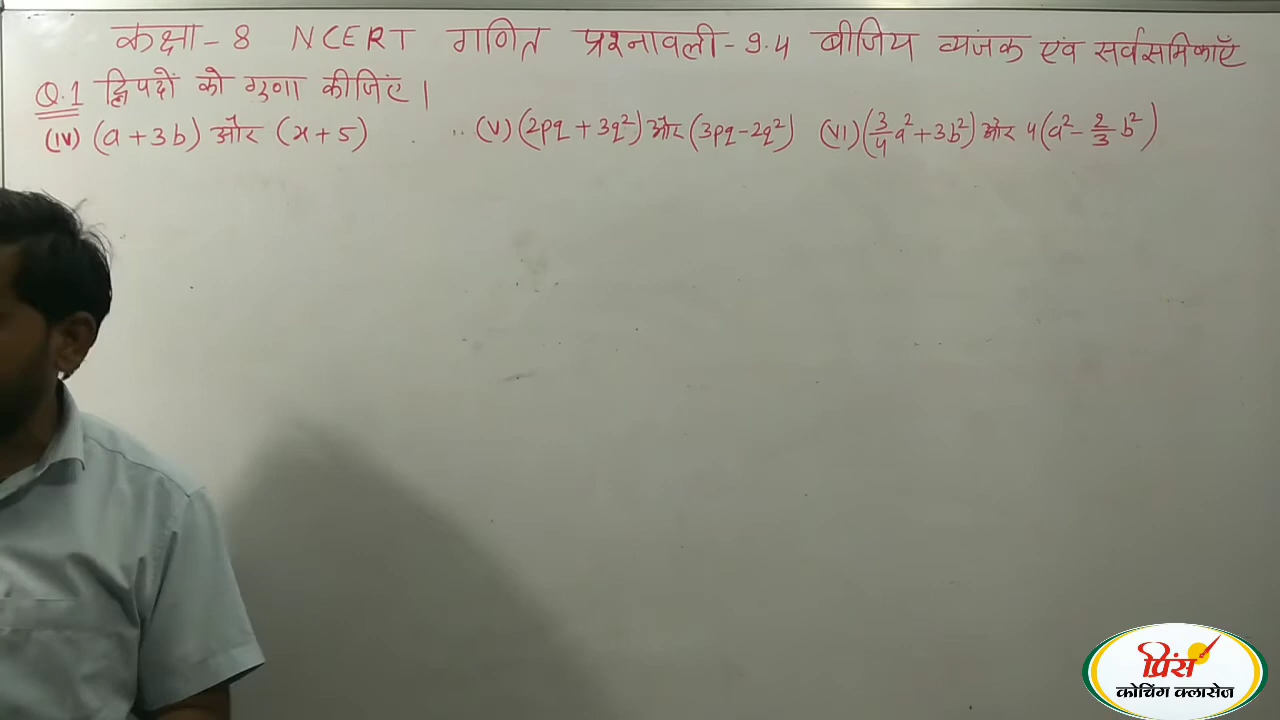 कक्षा - 8 NCERT गणित प्रश्नावली - 9.4 बीजिय व्यंजक एवं सर्वसमिकाएँ
Q.1 द्विपदों को गुणा कीजिए।
(iv) (a + 3b) और (x + 5) (v) (2pq + 3q²) और (3pq - 2q²) (vi) (3/4 a² + 3b²) और 4(a² - 2/3 b²)
प्रिंस
कोचिंग क्लासेज